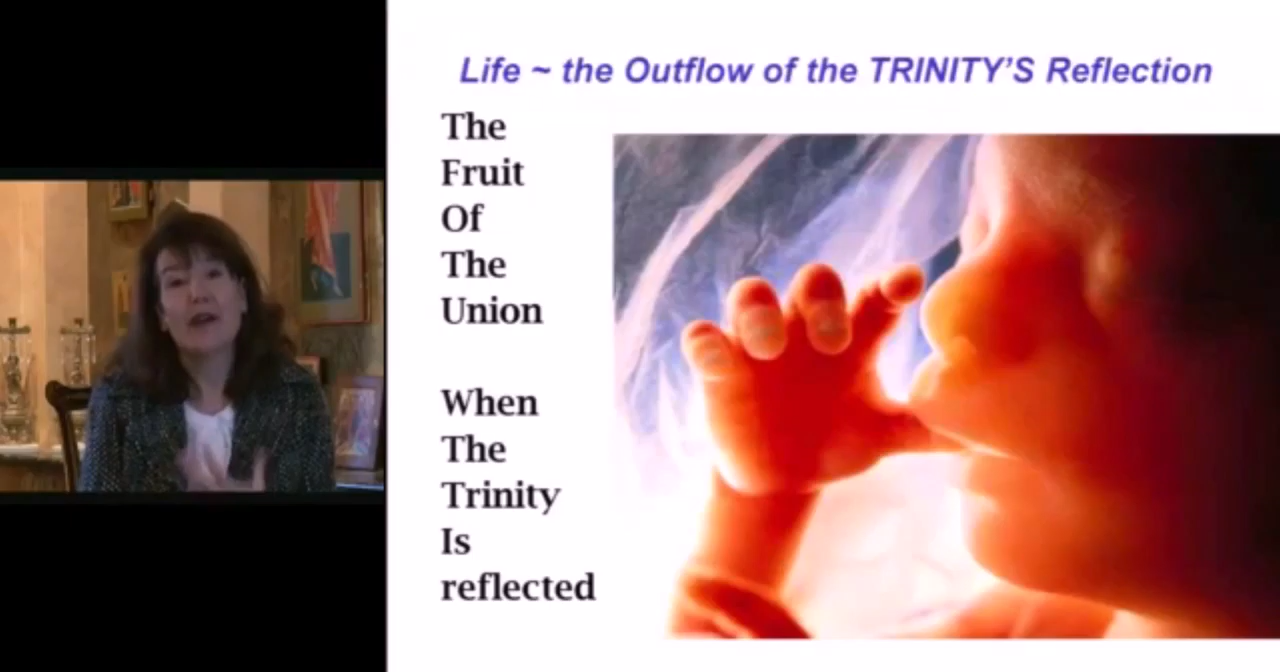 Life ~ the Outflow of the TRINITY'S Reflection
The
Fruit
Of
The
Union
When
The
Trinity
Is
reflected